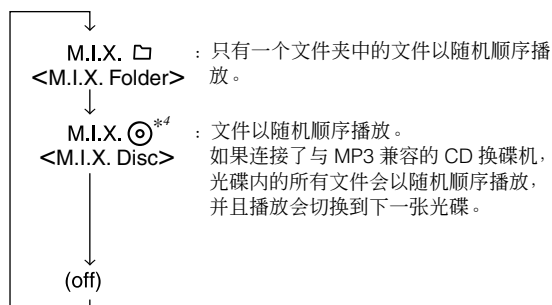 M.I.X. : 只有一个文件夹中的文件以随机顺序播
<M.I.X. Folder> 放。
M.I.X. *4 : 文件以随机顺序播放。
<M.I.X. Disc> 如果连接了与 MP3 兼容的 CD 换碟机，
光碟内的所有文件会以随机顺序播放，
并且播放会切换到下一张光碟。
(off)